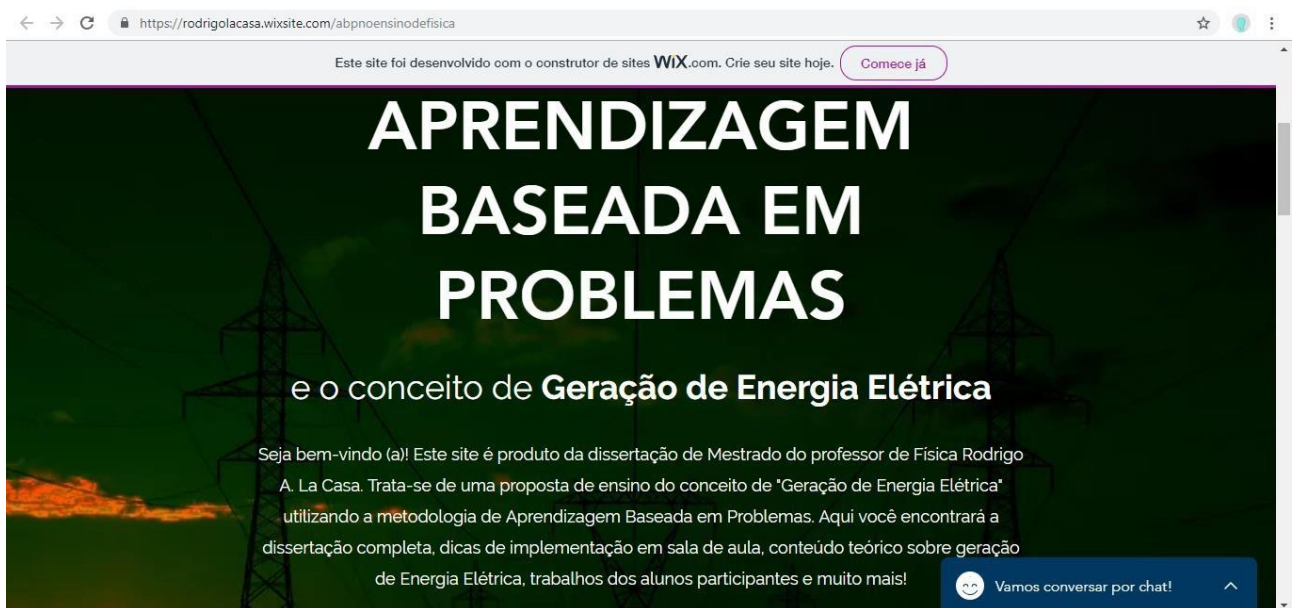 https://rodrigolacasa.wixsite.com/abpnoensinodefisica
Este site foi desenvolvido com o construtor de sites WiX.com. Crie seu site hoje. Comece já
APRENDIZAGEM
BASEADA EM
PROBLEMAS
e o conceito de Geração de Energia Elétrica
Seja bem-vindo (a)! Este site é produto da dissertação de Mestrado do professor de Física Rodrigo
A. La Casa. Trata-se de uma proposta de ensino do conceito de "Geração de Energia Elétrica"
utilizando a metodologia de Aprendizagem Baseada em Problemas. Aqui você encontrará a
dissertação completa, dicas de implementação em sala de aula, conteúdo teórico sobre geração
de Energia Elétrica, trabalhos dos alunos participantes e muito mais!
Vamos conversar por chat!